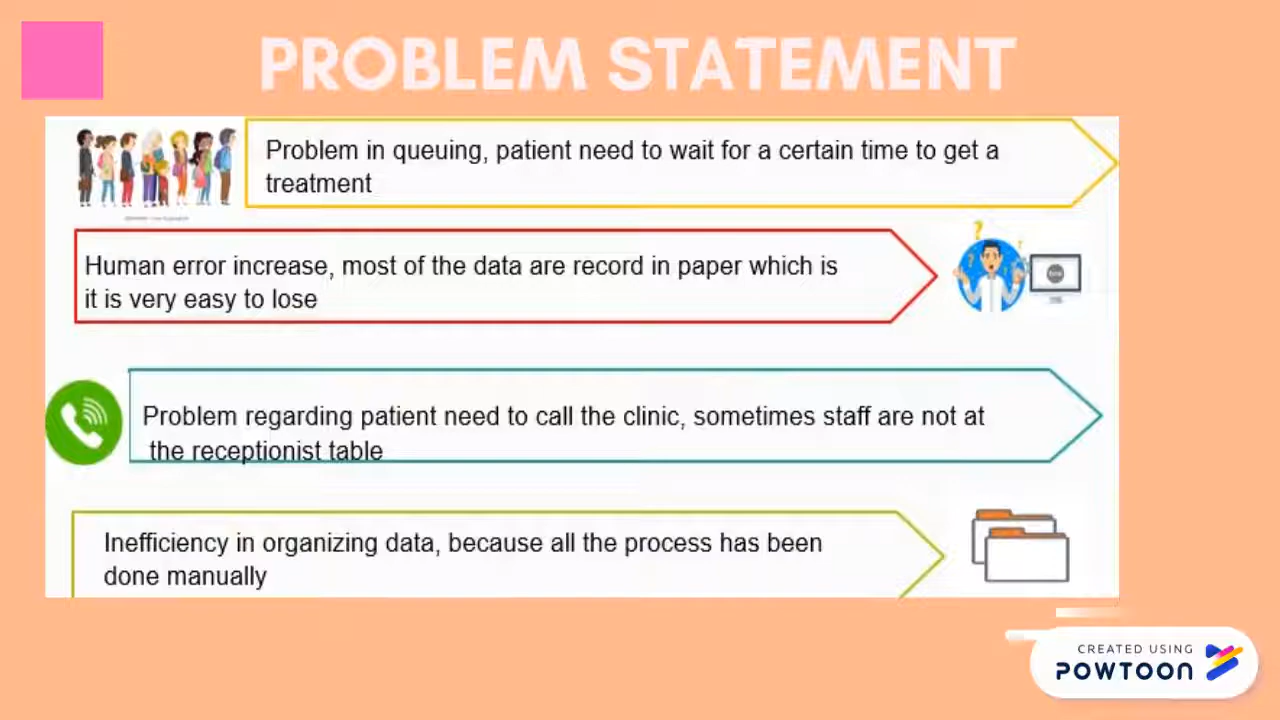 PROBLEM STATEMENT
Problem in queuing, patient need to wait for a certain time to get a
treatment
Human error increase, most of the data are record in paper which is
it is very easy to lose
Problem regarding patient need to call the clinic, sometimes staff are not at
the receptionist table
Inefficiency in organizing data, because all the process has been
done manually
CREATED USING
POWTOON